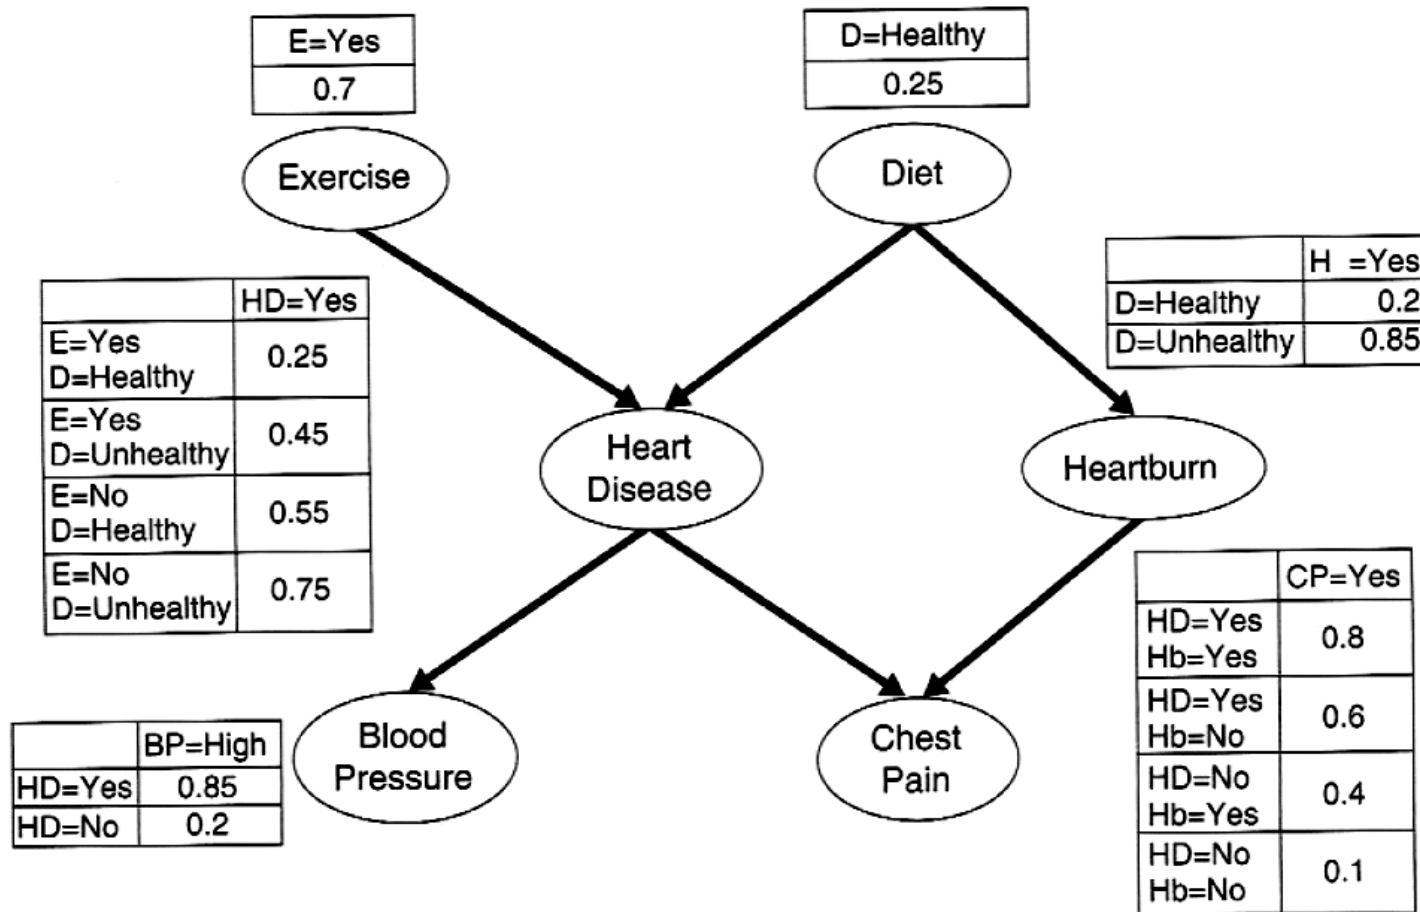 E=Yes
0.7
D=Healthy
0.25
Exercise
Diet
H =Yes
D=Healthy 0.2
D=Unhealthy 0.85
HD=Yes
E=Yes
D=Healthy
0.25
E=Yes
D=Unhealthy
0.45
E=No
D=Healthy
0.55
E=No
D=Unhealthy
0.75
Heart
Disease
Heartburn
CP=Yes
HD=Yes
Hb=Yes
0.8
HD=Yes
Hb=No
0.6
HD=No
Hb=Yes
0.4
HD=No
Hb=No
0.1
BP=High
HD=Yes 0.85
HD=No 0.2
Blood
Pressure
Chest
Pain